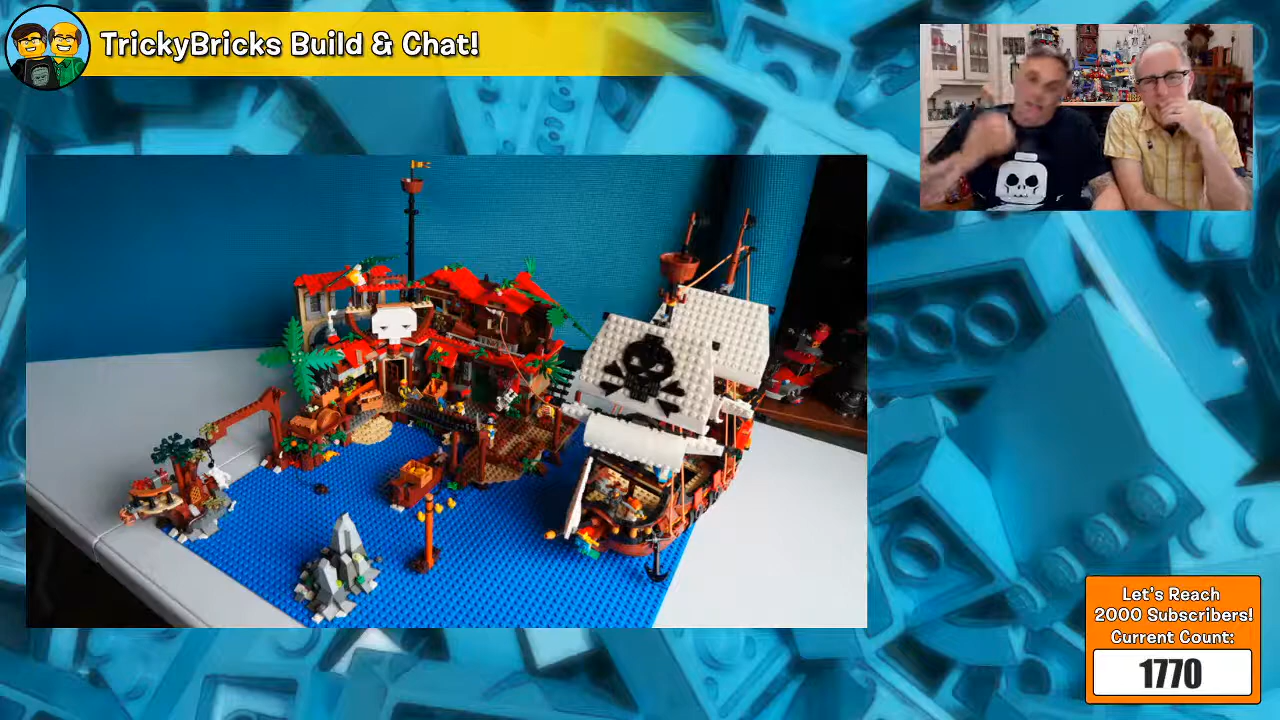 TrickyBricks Build & Chat!
Let's Reach
2000 Subscribers!
Current Count:
1770